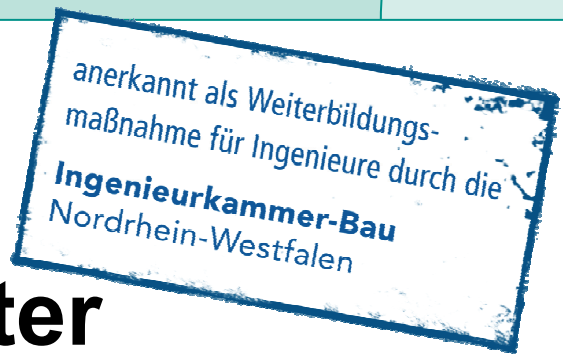 anerkannt als Weiterbildungs-
maßnahme für Ingenieure durch die
Ingenieurkammer-Bau
Nordrhein-Westfalen
ter